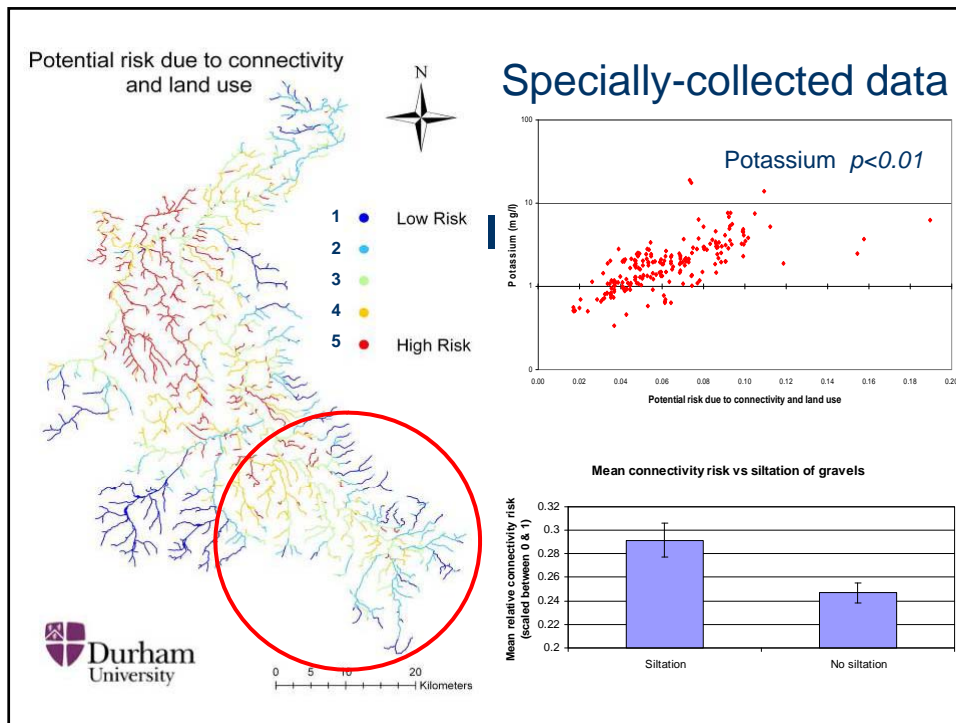 Potential risk due to connectivity
and land use
N
1 Low Risk
2
3
4
5 High Risk
Durham
University
0 5 10 20
Kilometers
Specially-collected data
Potassium p<0.01
Potassium (mg/l)
100
10
1
0
0.00 0.02 0.04 0.06 0.08 0.10 0.12 0.14 0.16 0.18 0.20
Potential risk due to connectivity and land use
Mean connectivity risk vs siltation of gravels
Mean relative connectivity risk
(scaled between 0 & 1)
0.32
0.3
0.28
0.26
0.24
0.22
0.2
Siltation No siltation